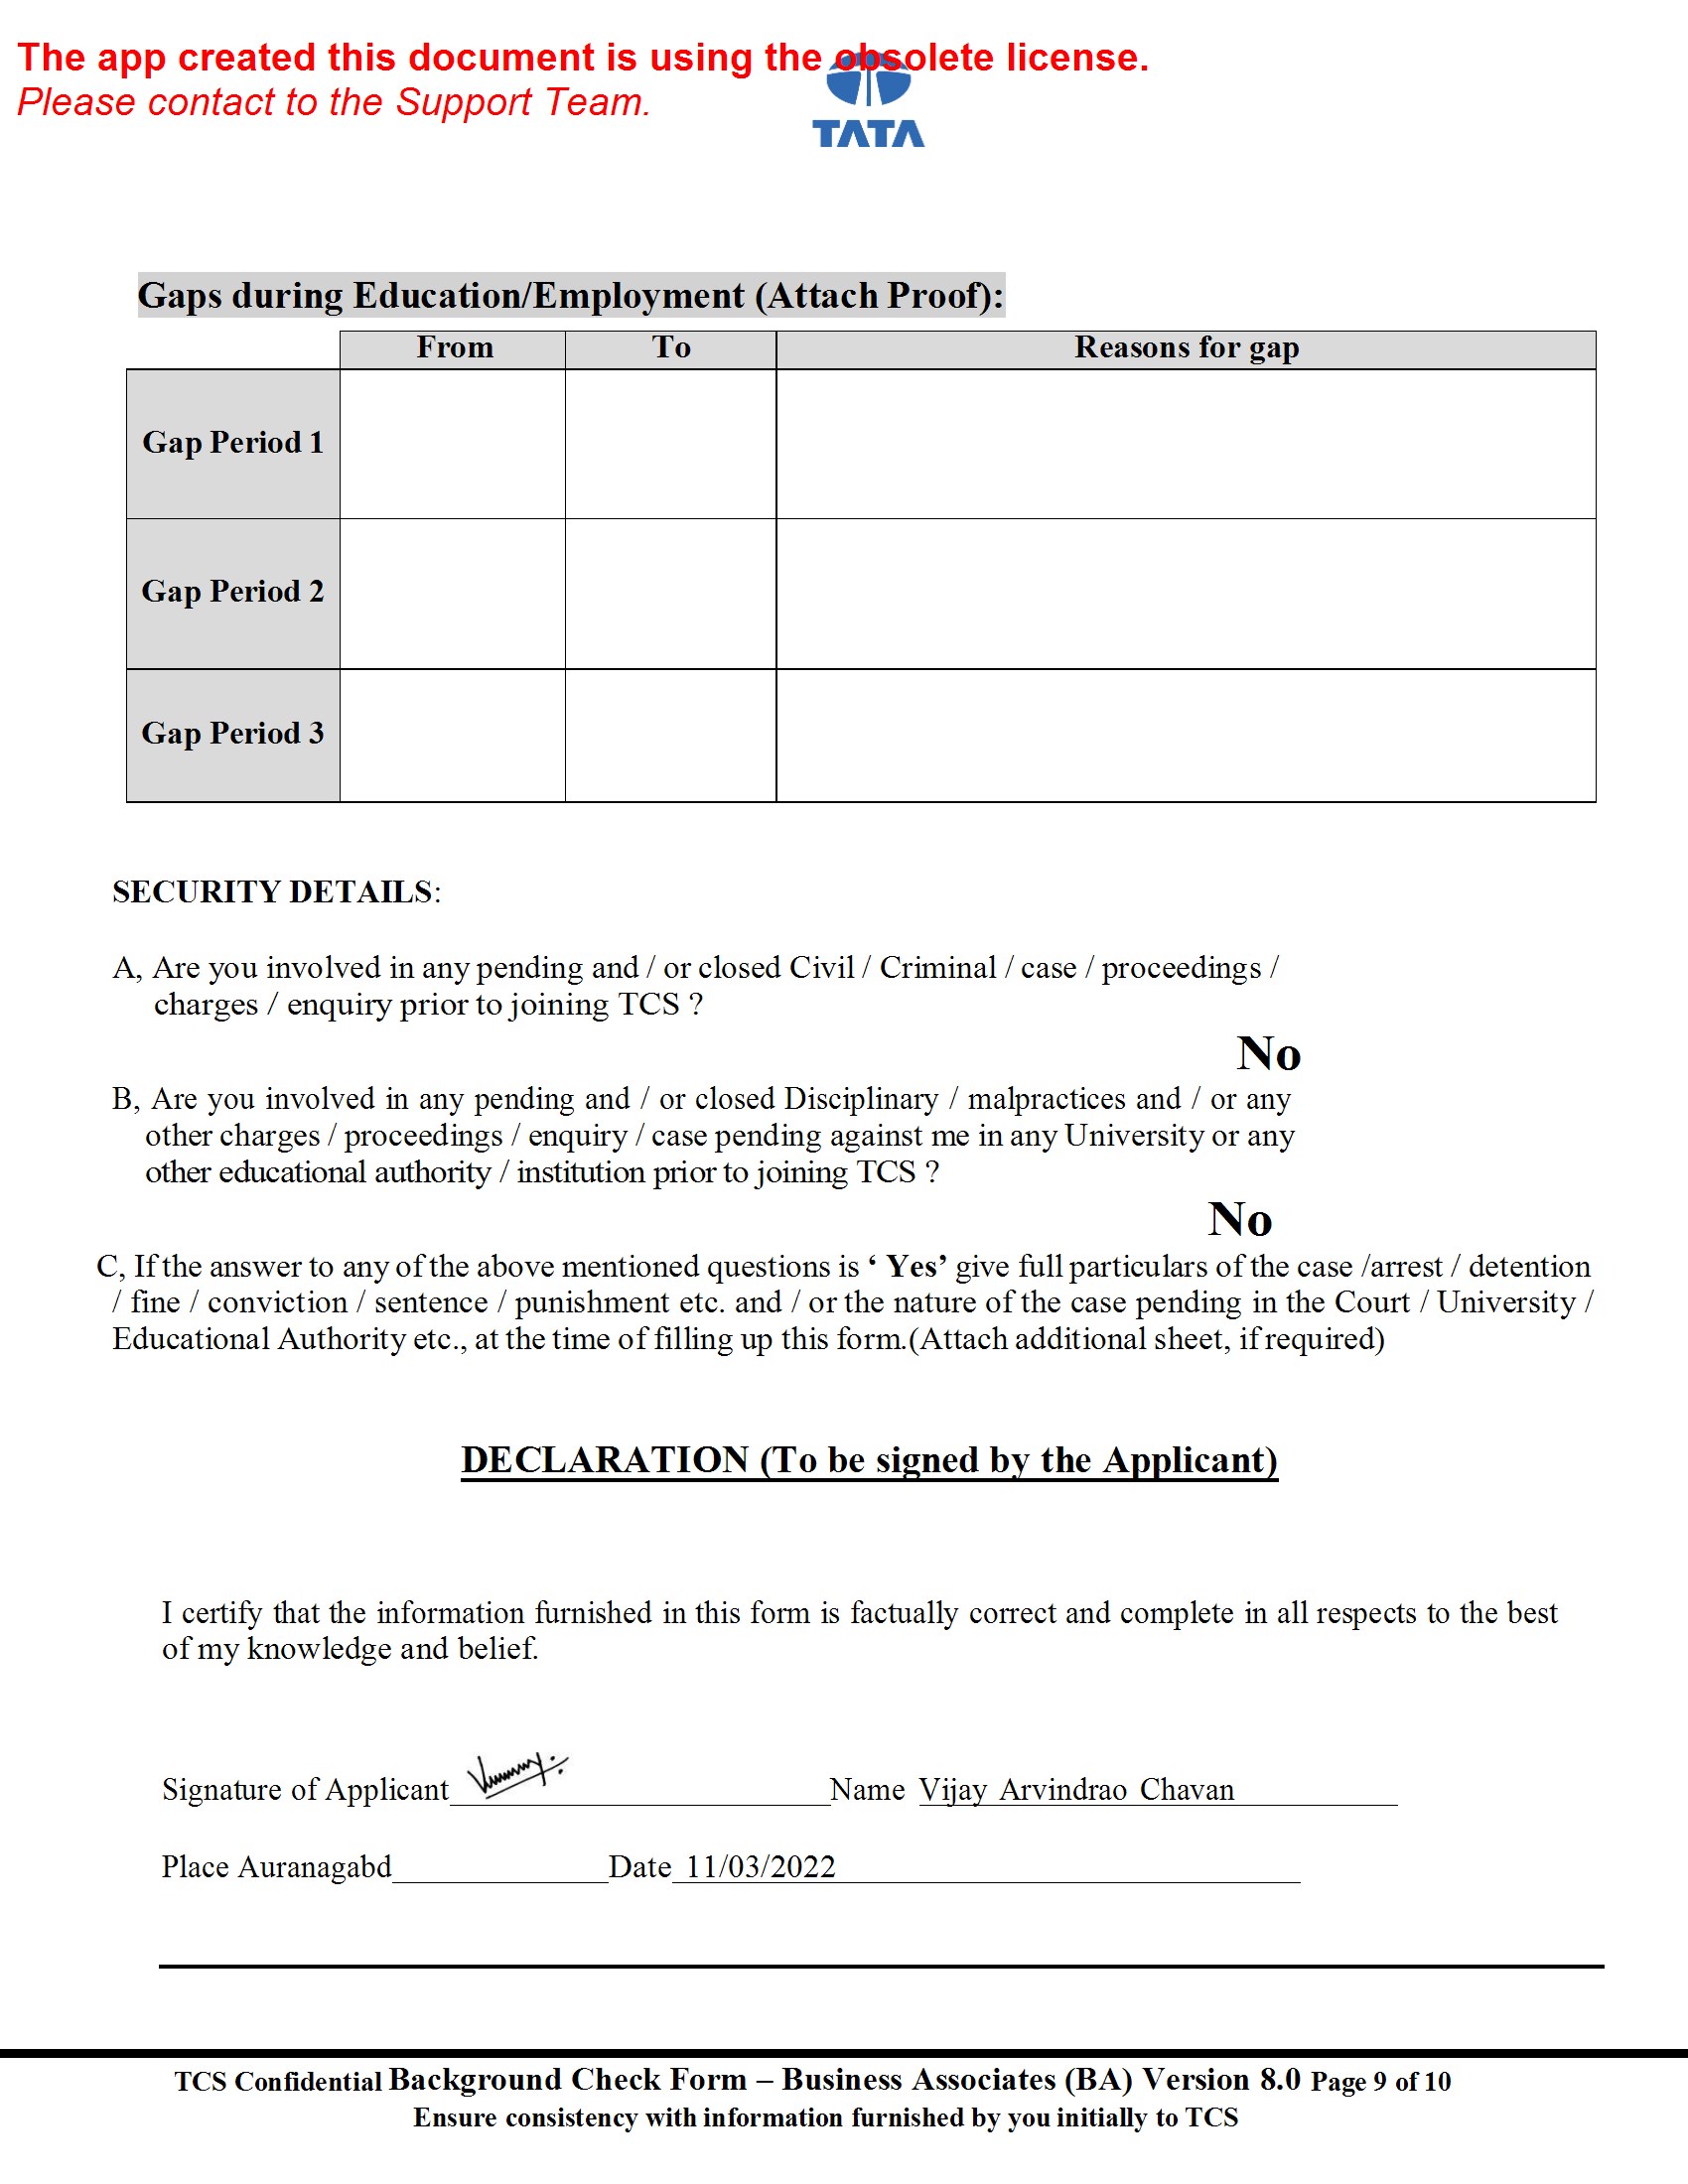 The app created this document is using the obsolete license.
Please contact to the Support Team.
TATA
Gaps during Education/Employment (Attach Proof):
From To Reasons for gap
Gap Period 1
Gap Period 2
Gap Period 3
SECURITY DETAILS:
A, Are you involved in any pending and / or closed Civil / Criminal / case / proceedings /
charges / enquiry prior to joining TCS ?
No
B, Are you involved in any pending and / or closed Disciplinary / malpractices and / or any
other charges / proceedings / enquiry / case pending against me in any University or any
other educational authority / institution prior to joining TCS ?
No
C, If the answer to any of the above mentioned questions is ‘ Yes’ give full particulars of the case /arrest / detention
/ fine / conviction / sentence / punishment etc. and / or the nature of the case pending in the Court / University /
Educational Authority etc., at the time of filling up this form.(Attach additional sheet, if required)
DECLARATION (To be signed by the Applicant)
I certify that the information furnished in this form is factually correct and complete in all respects to the best
of my knowledge and belief.
Signature of Applicant Name Vijay Arvindrao Chavan
Place Auranagabd Date 11/03/2022
TCS Confidential Background Check Form – Business Associates (BA) Version 8.0 Page 9 of 10
Ensure consistency with information furnished by you initially to TCS